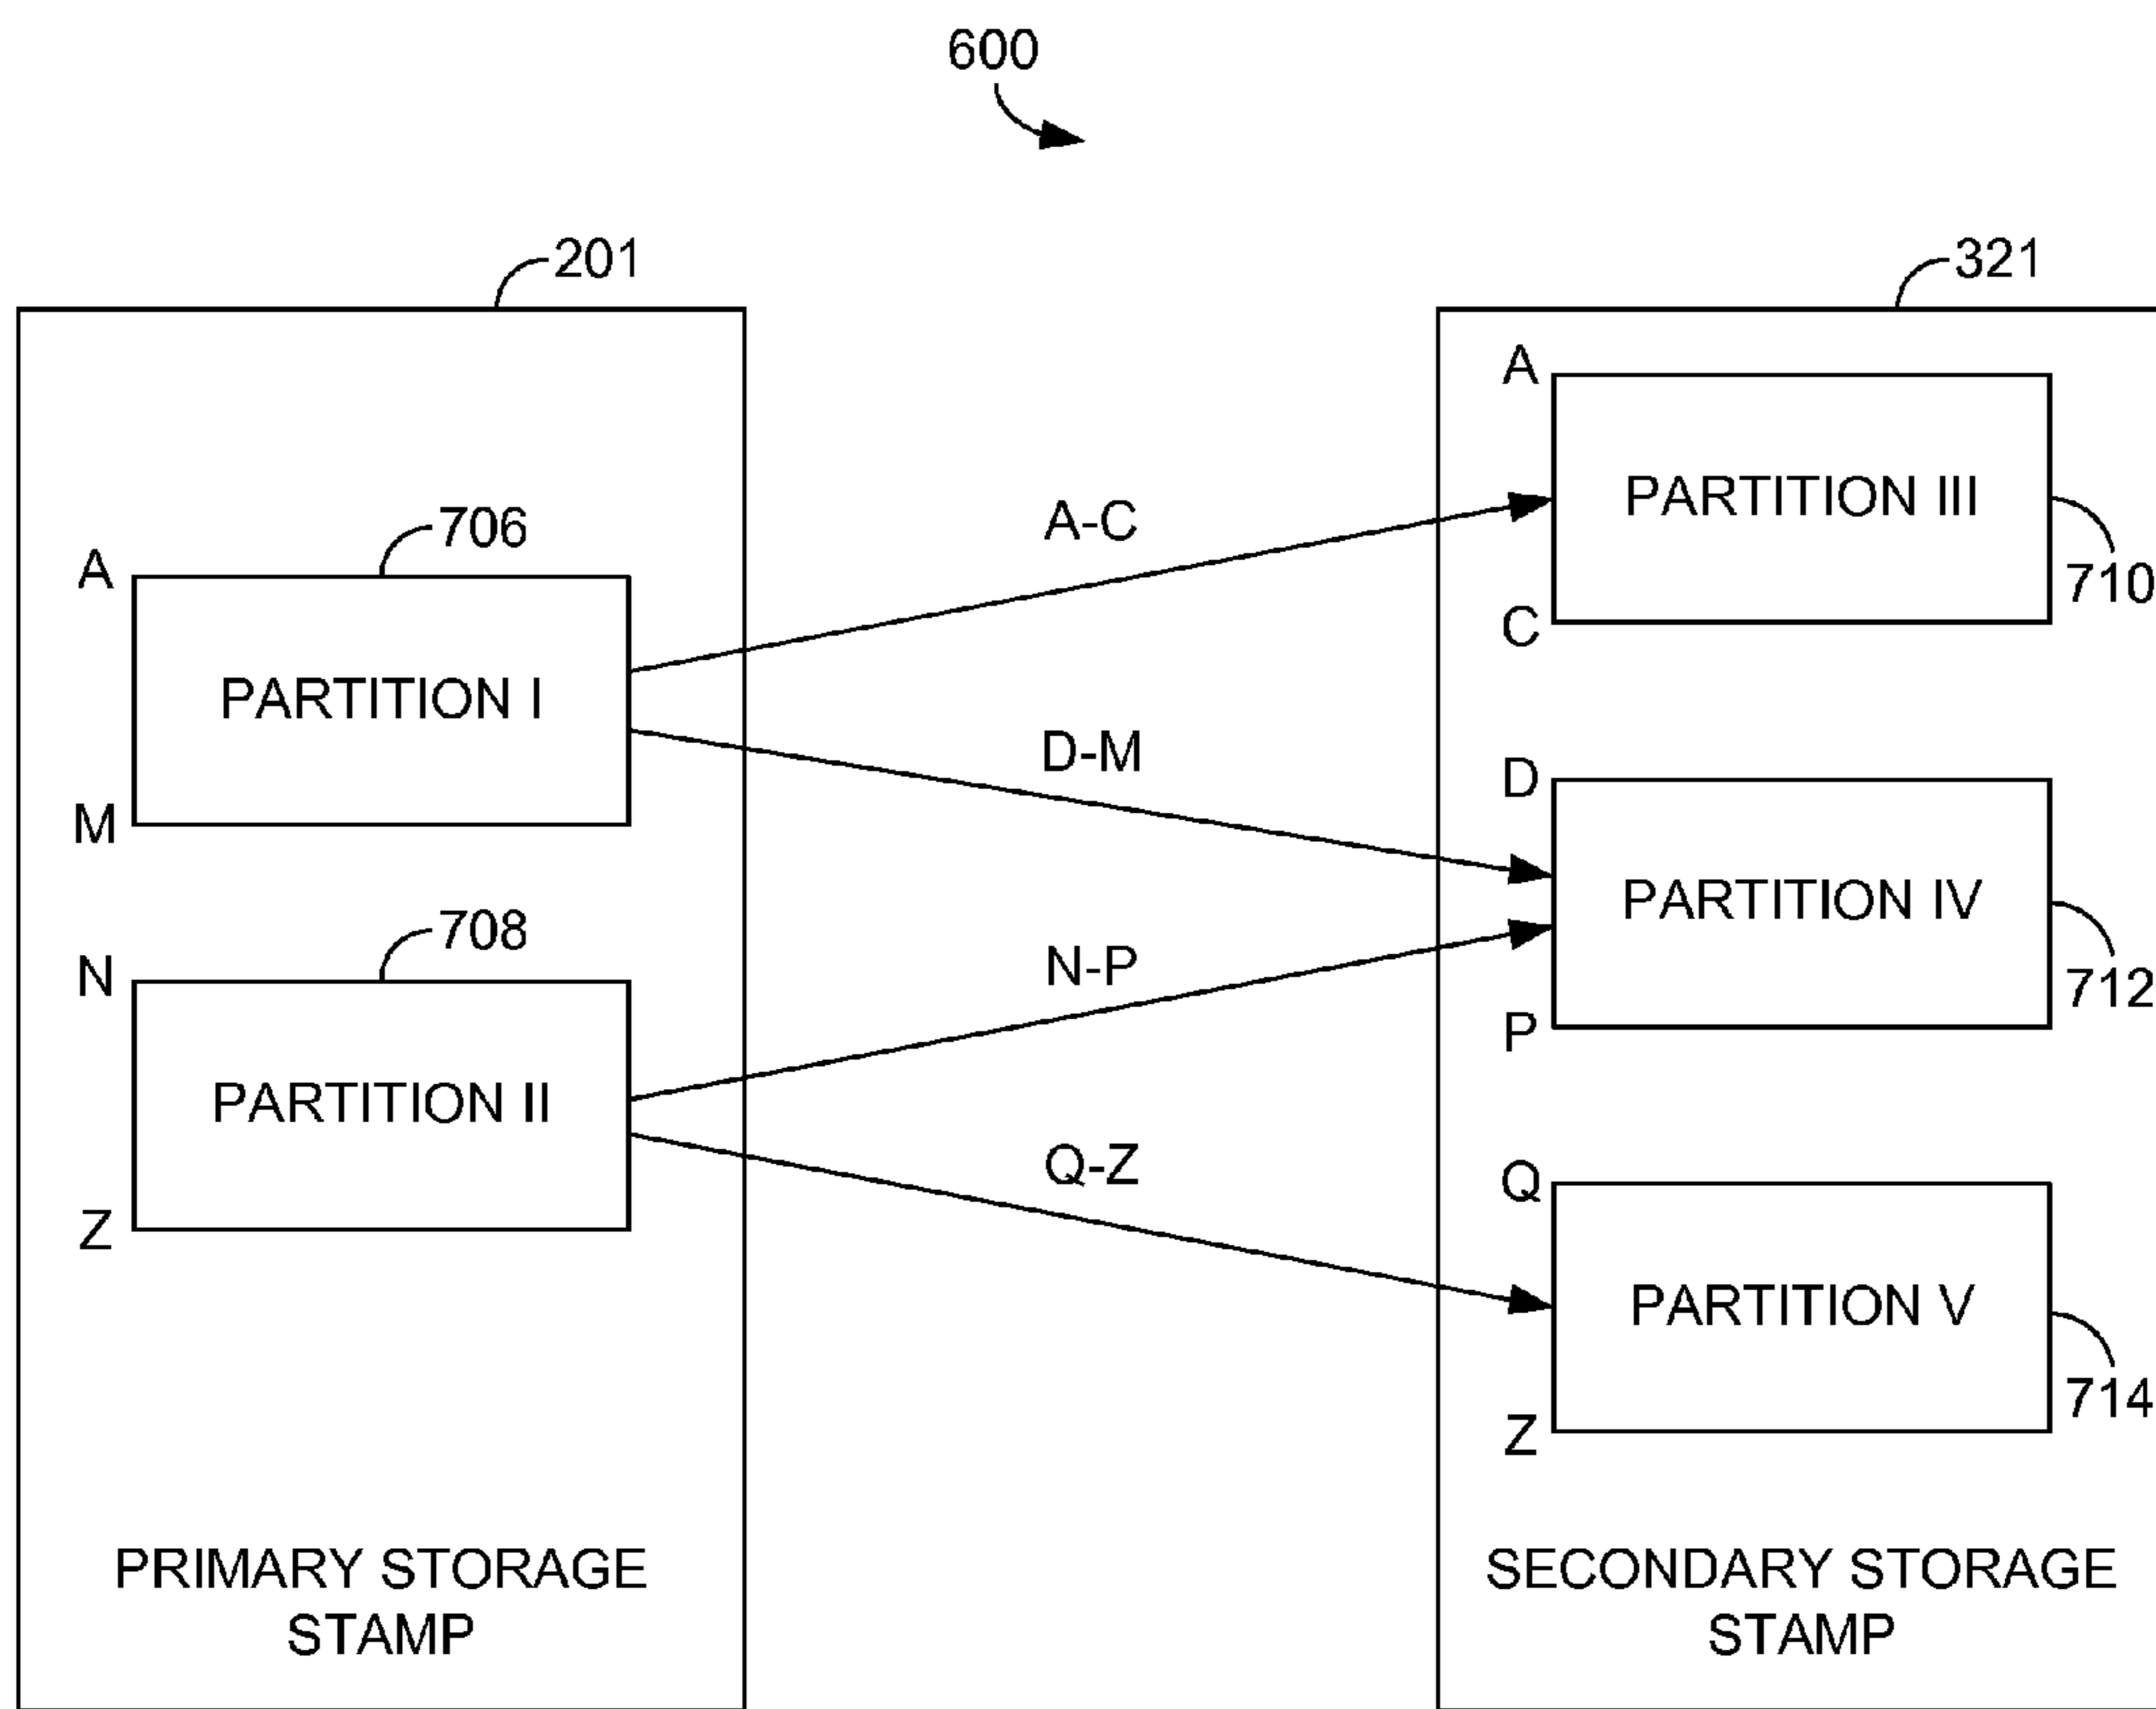 600
201
321
A
706
A-C
PARTITION III
A
710
C
PARTITION I
D-M
D
M
708
PARTITION IV
N
N-P
712
P
PARTITION II
Q-Z
Q
Z
PARTITION V
714
Z
PRIMARY STORAGE
STAMP
SECONDARY STORAGE
STAMP